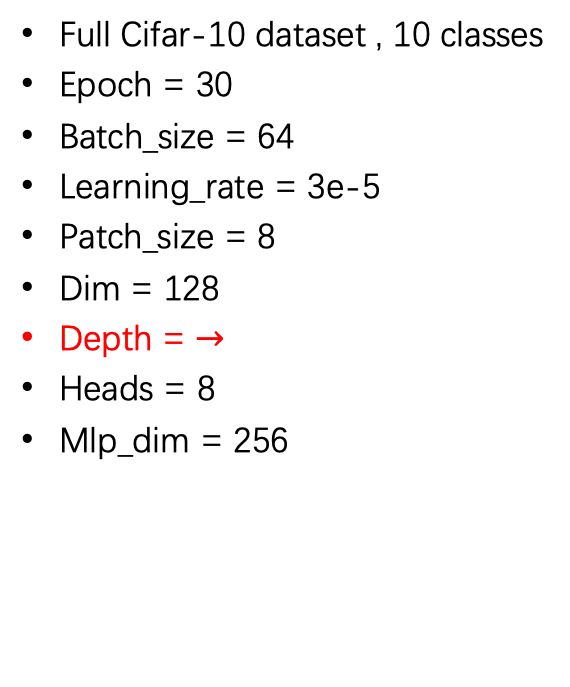 • Full Cifar-10 dataset , 10 classes
• Epoch = 30
• Batch_size = 64
• Learning_rate = 3e-5
• Patch_size = 8
• Dim = 128
• Depth = →
• Heads = 8
• Mlp_dim = 256